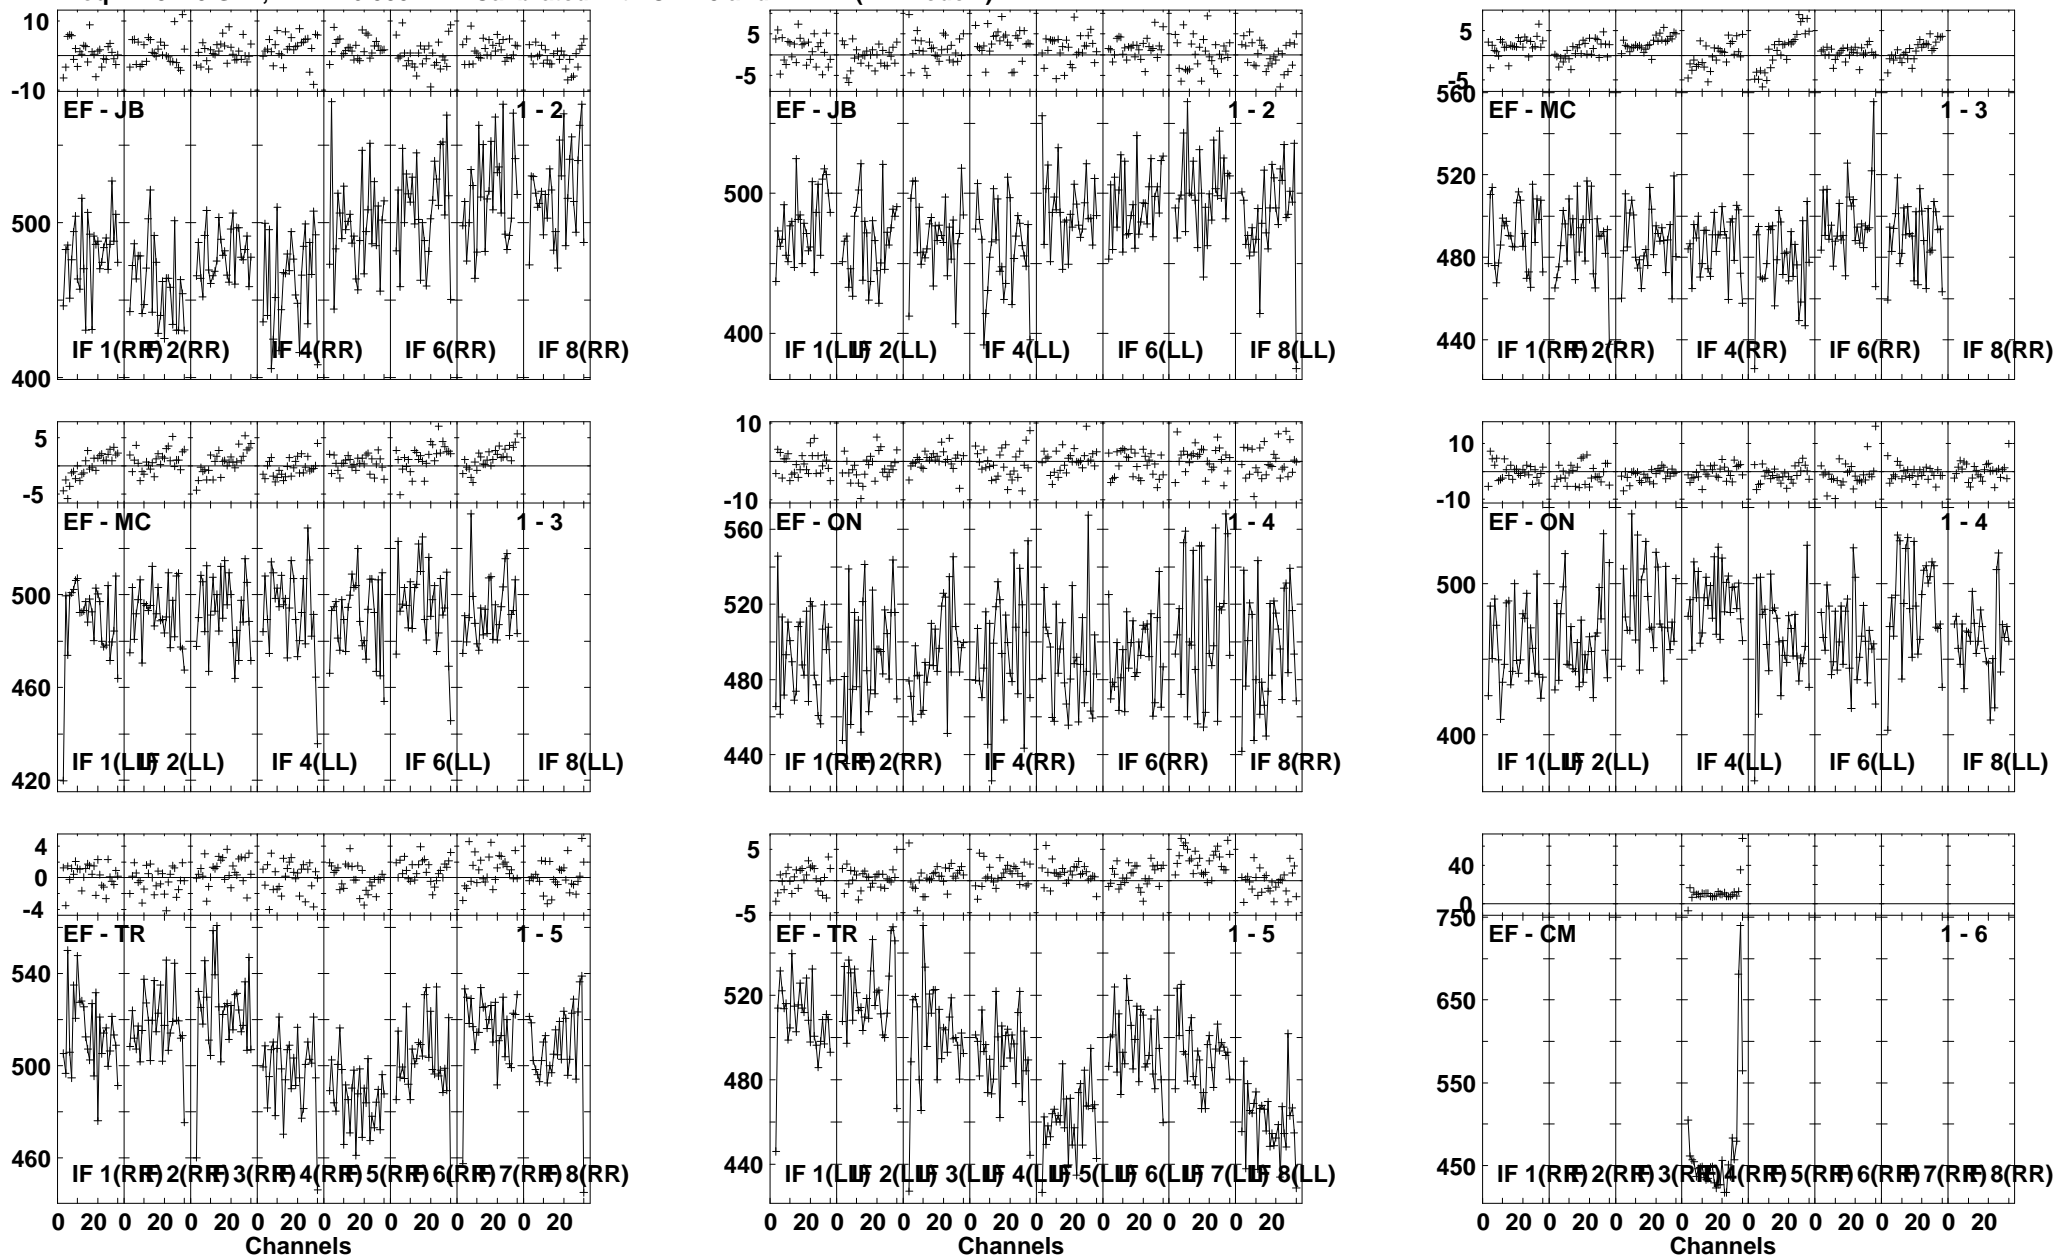 10
-10
EF - JB 1 - 2
500
400
IF 1(RR) IF 2(RR) IF 4(RR) IF 6(RR) IF 8(RR)
5
-5
EF - JB 1 - 2
500
400
IF 1(LL) IF 2(LL) IF 4(LL) IF 6(LL) IF 8(LL)
5
-5
560
EF - MC 1 - 3
520
480
440
IF 1(RR) IF 2(RR) IF 4(RR) IF 6(RR) IF 8(RR)
5
-5
EF - MC 1 - 3
500
460
420
IF 1(LL) IF 2(LL) IF 4(LL) IF 6(LL) IF 8(LL)
10
-10
EF - ON 1 - 4
560
520
480
440
IF 1(RR) IF 2(RR) IF 4(RR) IF 6(RR) IF 8(RR)
10
-10
EF - ON 1 - 4
500
400
IF 1(LL) IF 2(LL) IF 4(LL) IF 6(LL) IF 8(LL)
4
0
-4
EF - TR 1 - 5
540
500
460
IF 1(RR) IF 2(RR) IF 3(RR) IF 4(RR) IF 5(RR) IF 6(RR) IF 7(RR) IF 8(RR)
0 20 0 20 0 20 0 20 0 20 0 20 0 20 0 20
Channels
5
-5
EF - TR 1 - 5
520
480
440
IF 1(LL) IF 2(LL) IF 3(LL) IF 4(LL) IF 5(LL) IF 6(LL) IF 7(LL) IF 8(LL)
0 20 0 20 0 20 0 20 0 20 0 20 0 20 0 20
Channels
40
0
750
EF - CM 1 - 6
650
550
450
IF 1(RR) IF 2(RR) IF 3(RR) IF 4(RR) IF 5(RR) IF 6(RR) IF 7(RR) IF 8(RR)
0 20 0 20 0 20 0 20 0 20 0 20 0 20 0 20
Channels